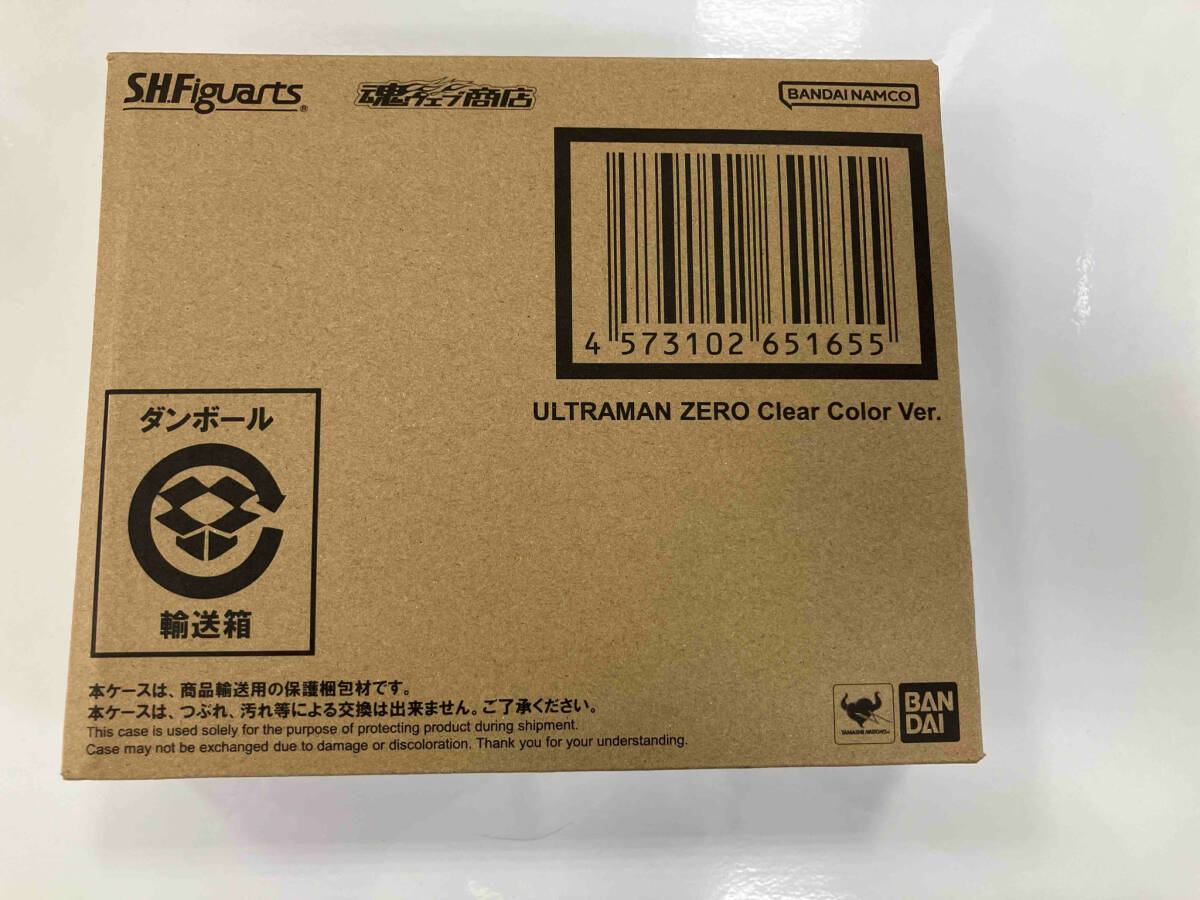 S.H.Figuarts®
魂ウェブ商店
BANDAI NAMCO
4 573102 651655
ULTRAMAN ZERO Clear Color Ver.
ダンボール
輸送箱
本ケースは、商品輸送用の保護梱包材です。
本ケースは、つぶれ、汚れ等による交換は出来ません。ご了承ください。
This case is used solely for the purpose of protecting product during shipment.
Case may not be exchanged due to damage or discoloration. Thank you for your understanding.
TAMASHII NATIONS
BAN
DAI